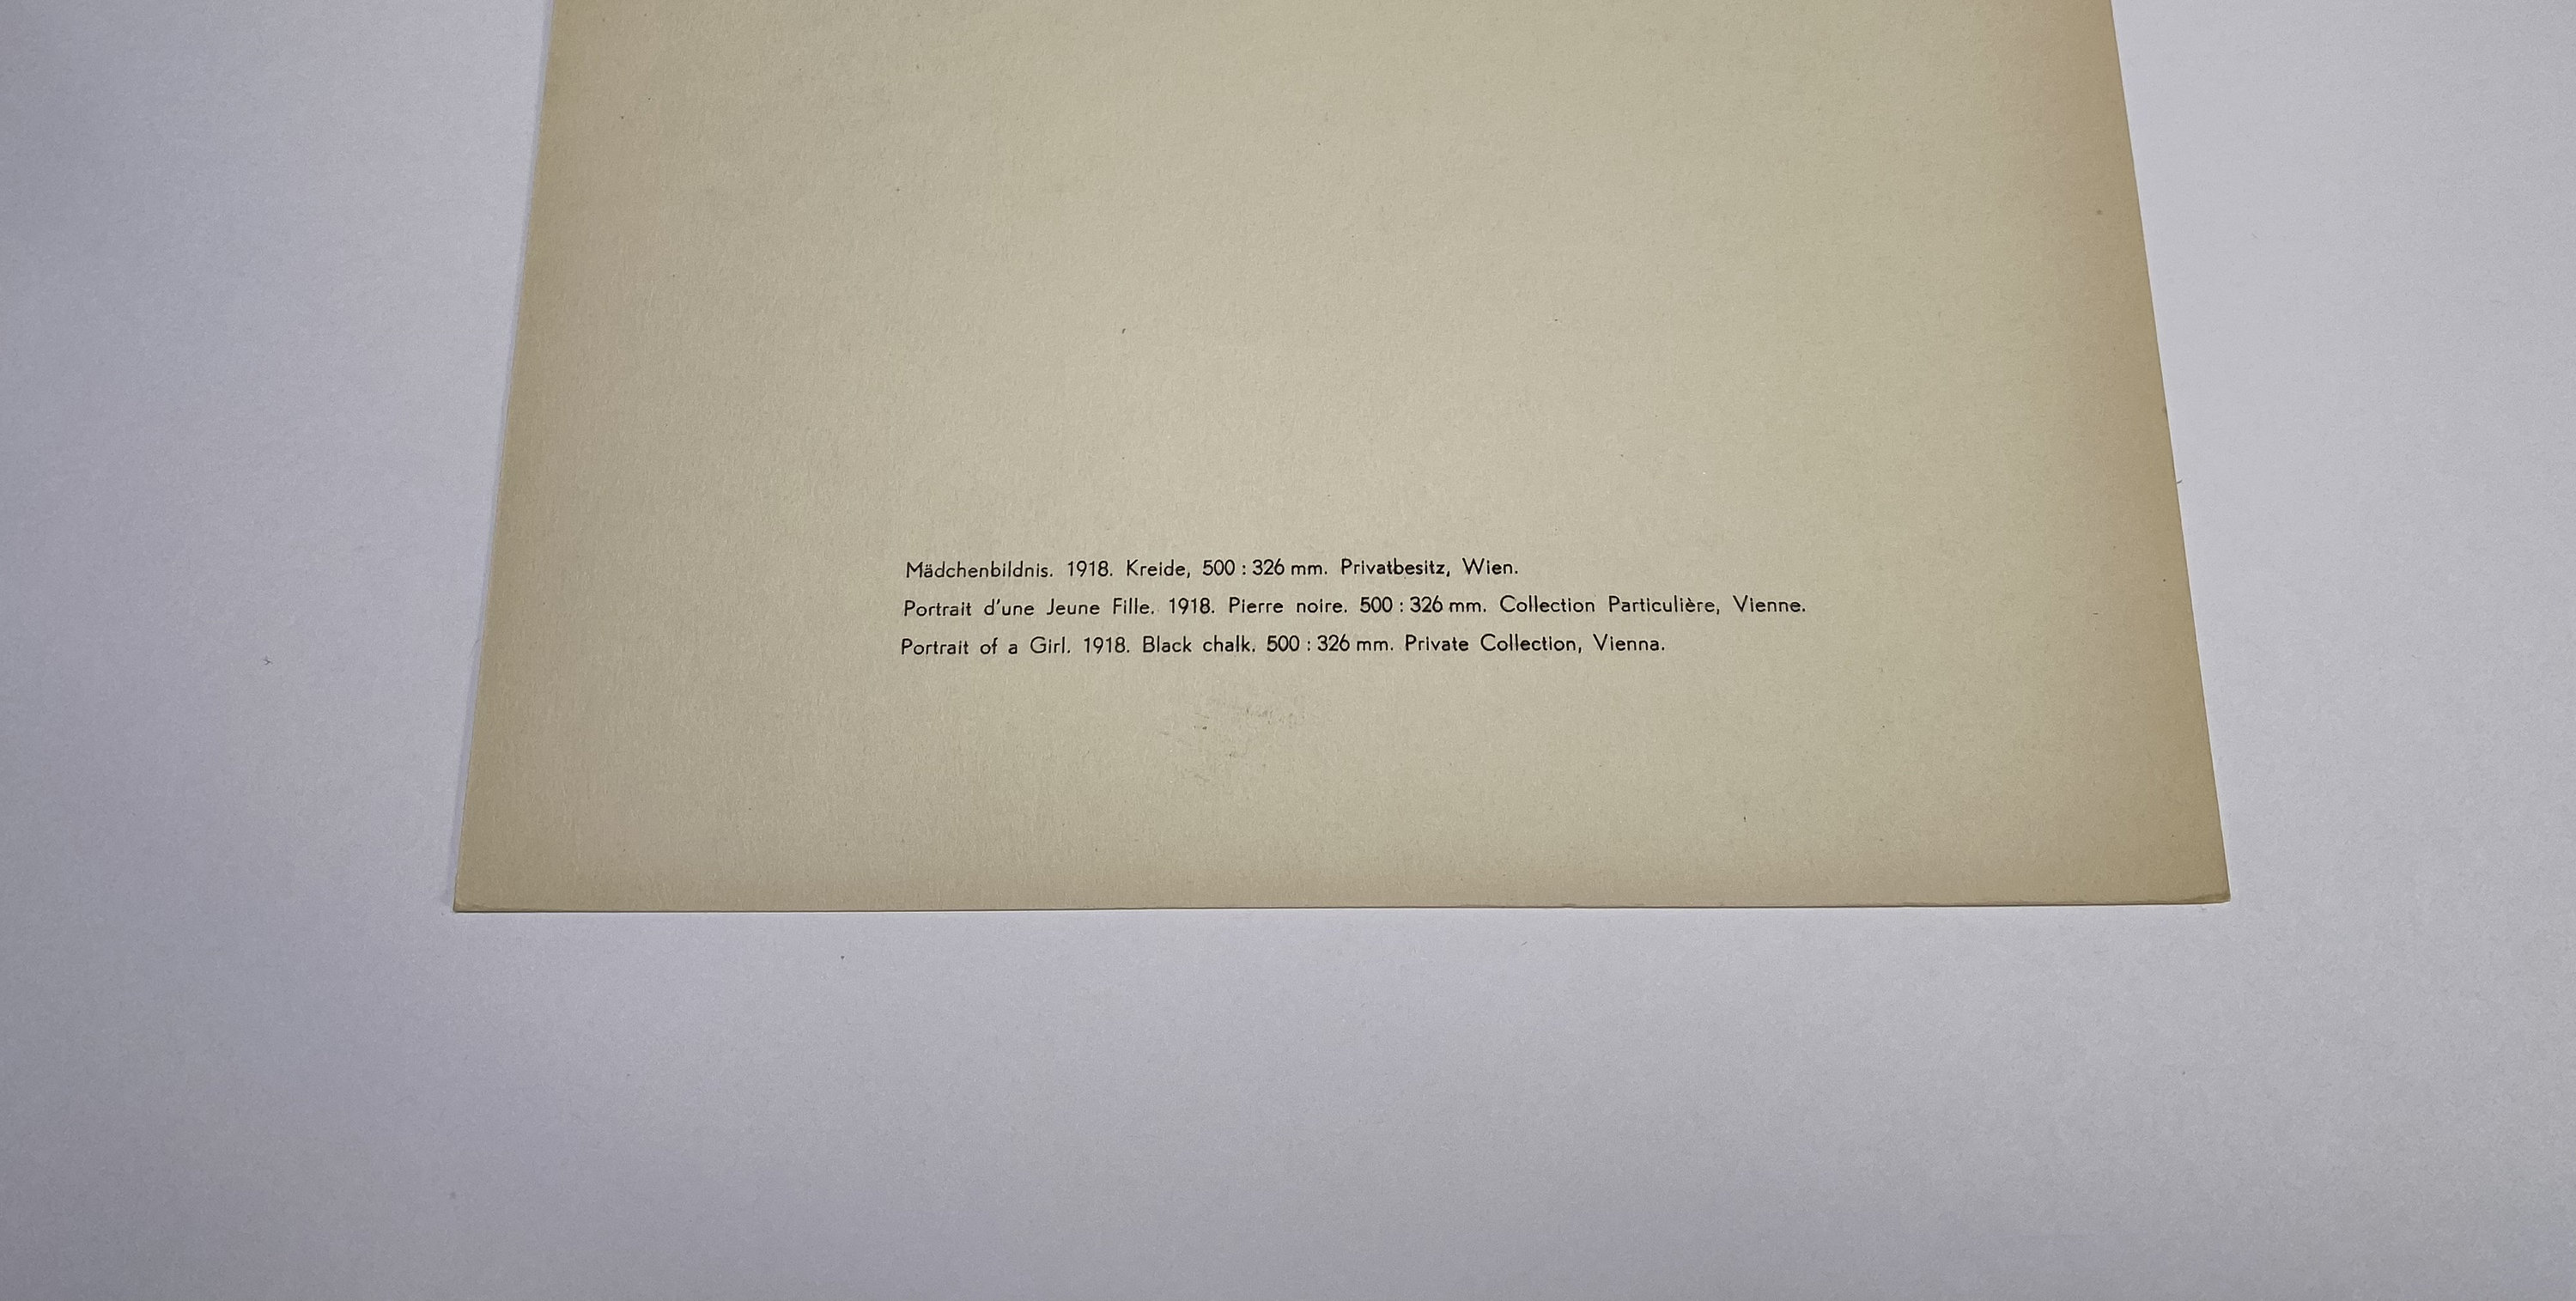 Mädchenbildnis. 1918. Kreide, 500 : 326 mm. Privatbesitz, Wien.
Portrait d'une Jeune Fille. 1918. Pierre noire. 500 : 326 mm. Collection Particulière, Vienne.
Portrait of a Girl. 1918. Black chalk. 500 : 326 mm. Private Collection, Vienna.